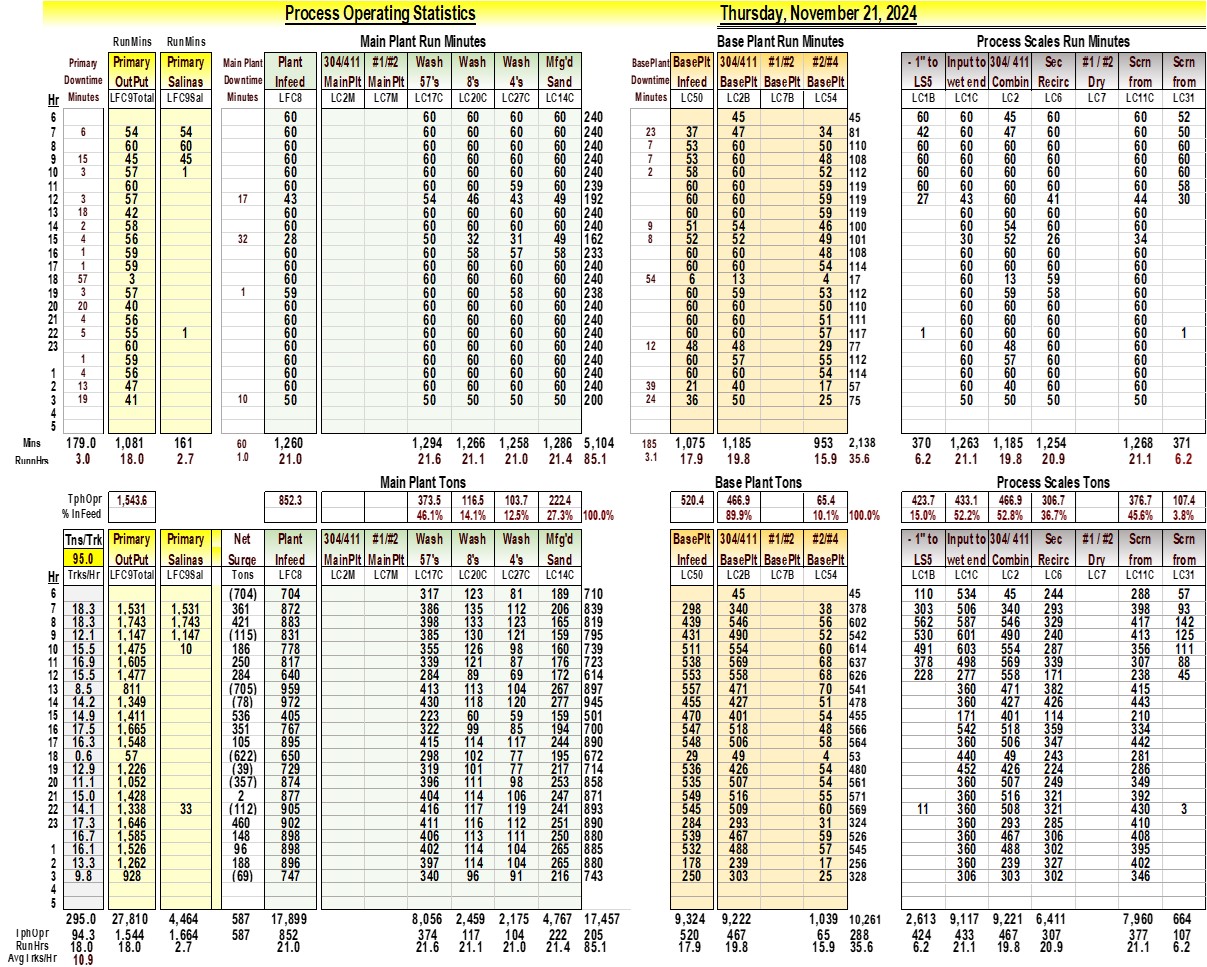 Process Operating Statistics Thursday, November 21, 2024
RunMins RunMins Main Plant Run Minutes Base Plant Run Minutes Process Scales Run Minutes
Primary Primary Primary Main Plant Plant 304/411 #1/#2 Wash Wash Wash Mfg'd BasePlant BasePlt 304/411 #1/#2 #2/#4 - 1" to Input to 304/ 411 Sec #1 / #2 Scrn Scrn
Downtime OutPut Salinas Downtime Infeed MainPlt MainPlt 57's 8's 4's Sand Downtime Infeed BasePlt BasePlt BasePlt LS5 wet end Combin Recirc Dry from from
Hr Minutes LFC9Total LFC9Sal Minutes LFC8 LC2M LC7M LC17C LC20C LC27C LC14C Minutes LC50 LC2B LC7B LC54 LC1B LC1C LC2 LC6 LC7 LC11C LC31
6 60 60 60 60 60 240 45 45 60 60 45 60 60 52
7 6 54 54 60 60 60 60 60 240 23 37 47 34 81 42 60 47 60 60 50
8 60 60 60 60 60 60 60 240 7 53 60 50 110 60 60 60 60 60 60
9 15 45 45 60 60 60 60 60 240 7 53 60 48 108 60 60 60 60 60 60
10 3 57 1 60 60 60 60 60 240 2 58 60 52 112 60 60 60 60 60 60
11 60 60 60 60 59 60 239 60 60 59 119 60 60 60 60 60 58
12 3 57 17 43 54 46 43 49 192 60 60 59 119 27 43 60 41 44 30
13 18 42 60 60 60 60 60 240 60 60 59 119 60 60 60 60
14 2 58 60 60 60 60 60 240 9 51 54 46 100 60 54 60 60
15 4 56 32 28 50 32 31 49 162 8 52 52 49 101 30 52 26 34
16 1 59 60 60 58 57 58 233 60 60 48 108 60 60 60 60
17 1 59 60 60 60 60 60 240 60 60 54 114 60 60 60 60
18 57 3 60 60 60 60 60 240 54 6 13 4 17 60 13 59 60
19 3 57 1 59 60 60 58 60 238 60 59 53 112 60 59 58 60
20 20 40 60 60 60 60 60 240 60 60 50 110 60 60 60 60
21 4 56 60 60 60 60 60 240 60 60 51 111 60 60 60 60
22 5 55 1 60 60 60 60 60 240 60 60 57 117 1 60 60 60 60 1
23 60 60 60 60 60 60 240 12 48 48 29 77 60 48 60 60
1 59 60 60 60 60 60 240 60 57 55 112 60 57 60 60
1 4 56 60 60 60 60 60 240 60 60 54 114 60 60 60 60
2 13 47 60 60 60 60 60 240 39 21 40 17 57 60 40 60 60
3 19 41 10 50 50 50 50 50 200 24 36 50 25 75 50 50 50 50
4
5
Mins 179.0 1,081 161 60 1,260 1,294 1,266 1,258 1,286 5,104 185 1,075 1,185 953 2,138 370 1,263 1,185 1,254 1,268 371
RunnHrs 3.0 18.0 2.7 1.0 21.0 21.6 21.1 21.0 21.4 85.1 3.1 17.9 19.8 15.9 35.6 6.2 21.1 19.8 20.9 21.1 6.2
Main Plant Tons Base Plant Tons Process Scales Tons
TphOpr 1,543.6 852.3 373.5 116.5 103.7 222.4 520.4 466.9 65.4 423.7 433.1 466.9 306.7 376.7 107.4
% InFeed 46.1% 14.1% 12.5% 27.3% 100.0% 89.9% 10.1% 100.0% 15.0% 52.2% 52.8% 36.7% 45.6% 3.8%
Tns/Trk Primary Primary Net Plant 304/411 #1/#2 Wash Wash Wash Mfg'd BasePlt 304/411 #1/#2 #2/#4 - 1" to Input to 304/ 411 Sec #1 / #2 Scrn Scrn
95.0 OutPut Salinas Surge Infeed MainPlt MainPlt 57's 8's 4's Sand Infeed BasePlt BasePlt BasePlt LS5 wet end Combin Recirc Dry from from
Hr Trks/Hr LFC9Total LFC9Sal Tons LFC8 LC2M LC7M LC17C LC20C LC27C LC14C LC50 LC2B LC7B LC54 LC1B LC1C LC2 LC6 LC7 LC11C LC31
6 (704) 704 317 123 81 189 710 45 45 110 534 45 244 288 57
7 18.3 1,531 1,531 361 872 386 135 112 206 839 298 340 38 378 303 506 340 293 398 93
8 18.3 1,743 1,743 421 883 398 133 123 165 819 439 546 56 602 562 587 546 329 417 142
9 12.1 1,147 1,147 (115) 831 385 130 121 159 795 431 490 52 542 530 601 490 240 413 125
10 15.5 1,475 10 186 778 355 126 98 160 739 511 554 60 614 491 603 554 287 356 111
11 16.9 1,605 250 817 339 121 87 176 723 538 569 68 637 378 498 569 339 307 88
12 15.5 1,477 284 640 284 89 69 172 614 553 558 68 626 228 277 558 171 238 45
13 8.5 811 (705) 959 413 113 104 267 897 557 471 70 541 360 471 382 415
14 14.2 1,349 (78) 972 430 118 120 277 945 455 427 51 478 360 427 426 443
15 14.9 1,411 536 405 223 60 59 159 501 470 401 54 455 171 401 114 210
16 17.5 1,665 351 767 322 99 85 194 700 547 518 48 566 542 518 359 334
17 16.3 1,548 105 895 415 114 117 244 890 548 506 58 564 360 506 347 442
18 0.6 57 (622) 650 298 102 77 195 672 29 49 4 53 440 49 243 281
19 12.9 1,226 (39) 729 319 101 77 217 714 536 426 54 480 452 426 224 286
20 11.1 1,052 (357) 874 396 111 98 253 858 535 507 54 561 360 507 249 349
21 15.0 1,428 2 877 404 114 106 247 871 549 516 55 571 360 516 321 392
22 14.1 1,338 33 (112) 905 416 117 119 241 893 545 509 60 569 11 360 508 321 430 3
23 17.3 1,646 460 902 411 116 112 251 890 284 293 31 324 360 293 285 410
16.7 1,585 148 898 406 113 111 250 880 539 467 59 526 360 467 306 408
1 16.1 1,526 96 898 402 114 104 265 885 532 488 57 545 360 488 302 395
2 13.3 1,262 188 896 397 114 104 265 880 178 239 17 256 360 239 327 402
3 9.8 928 (69) 747 340 96 91 216 743 250 303 25 328 306 303 302 346
4
5
295.0 27,810 4,464 587 17,899 8,056 2,459 2,175 4,767 17,457 9,324 9,222 1,039 10,261 2,613 9,117 9,221 6,411 7,960 664
TphOpr 94.3 1,544 1,664 587 852 374 117 104 222 205 520 467 65 288 424 433 467 307 377 107
RunHrs 18.0 18.0 2.7 21.0 21.6 21.1 21.0 21.4 85.1 17.9 19.8 15.9 35.6 6.2 21.1 19.8 20.9 21.1 6.2
AvgTrks/Hr 10.9